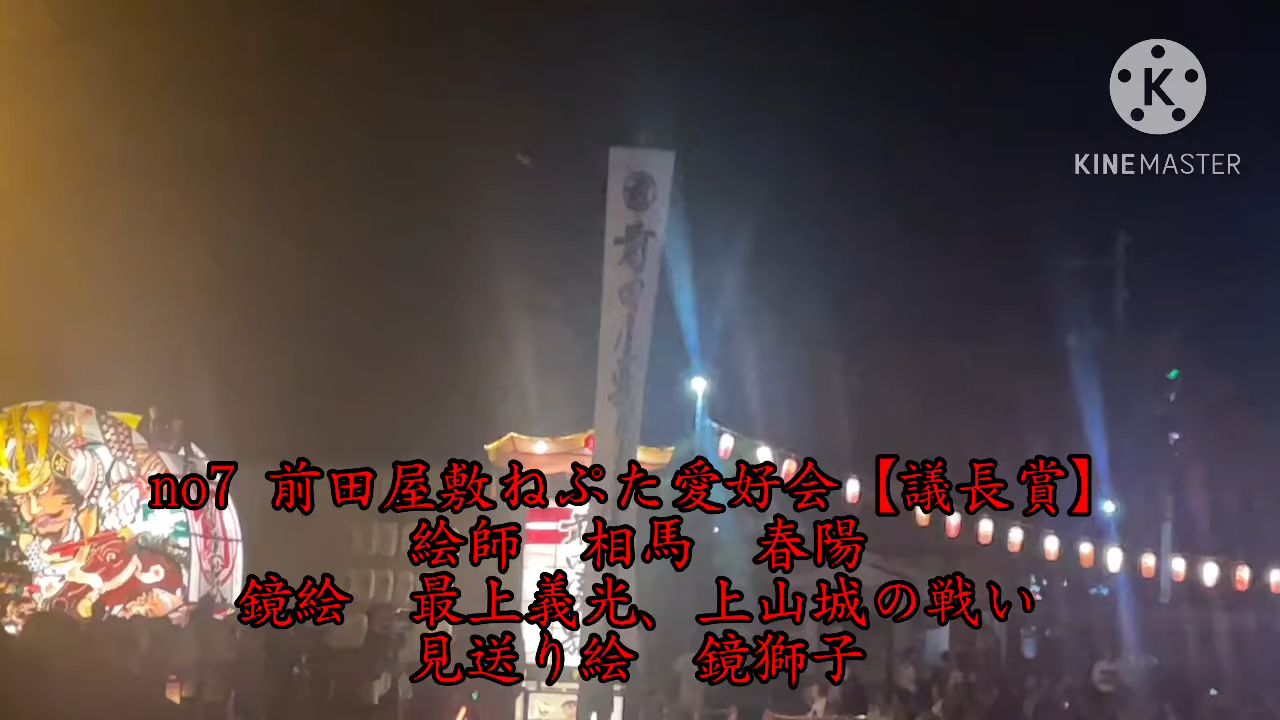 KINEMASTER
前田
no7 前田屋敷ねぷた愛好会【議長賞】
絵師 相馬 春陽
鏡絵 最上義光、上山城の戦い
見送り絵 鏡獅子